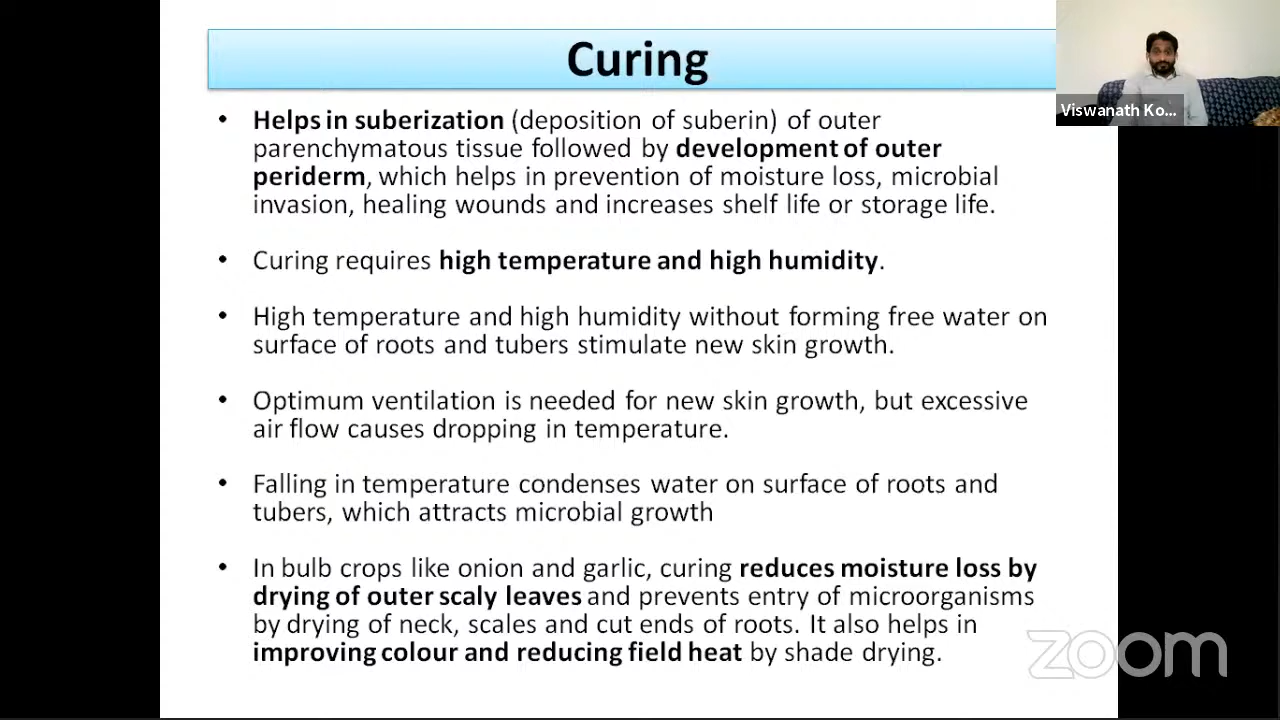 Curing
Viswanath Ko...
• Helps in suberization (deposition of suberin) of outer
parenchymatous tissue followed by development of outer
periderm, which helps in prevention of moisture loss, microbial
invasion, healing wounds and increases shelf life or storage life.
• Curing requires high temperature and high humidity.
• High temperature and high humidity without forming free water on
surface of roots and tubers stimulate new skin growth.
• Optimum ventilation is needed for new skin growth, but excessive
air flow causes dropping in temperature.
• Falling in temperature condenses water on surface of roots and
tubers, which attracts microbial growth
• In bulb crops like onion and garlic, curing reduces moisture loss by
drying of outer scaly leaves and prevents entry of microorganisms
by drying of neck, scales and cut ends of roots. It also helps in
improving colour and reducing field heat by shade drying.
zoom